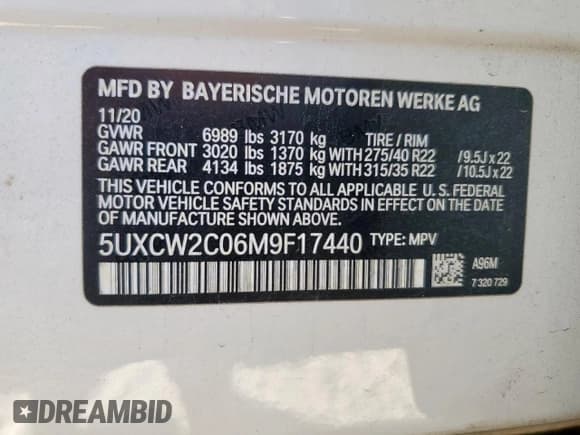 MFD BY BAYERISCHE MOTOREN WERKE AG
11/20
GVWR 6989 lbs 3170 kg TIRE / RIM
GAWR FRONT 3020 lbs 1370 kg WITH 275/40 R22 /9.5J x 22
GAWR REAR 4134 lbs 1875 kg WITH 315/35 R22 /10.5J x 22
THIS VEHICLE CONFORMS TO ALL APPLICABLE U. S. FEDERAL
MOTOR VEHICLE SAFETY STANDARDS IN EFFECT ON THE DATE
OF MANUFACTURE SHOWN ABOVE.
5UXCW2C06M9F17440 TYPE: MPV
A96M
7 320 729
DREAMBID